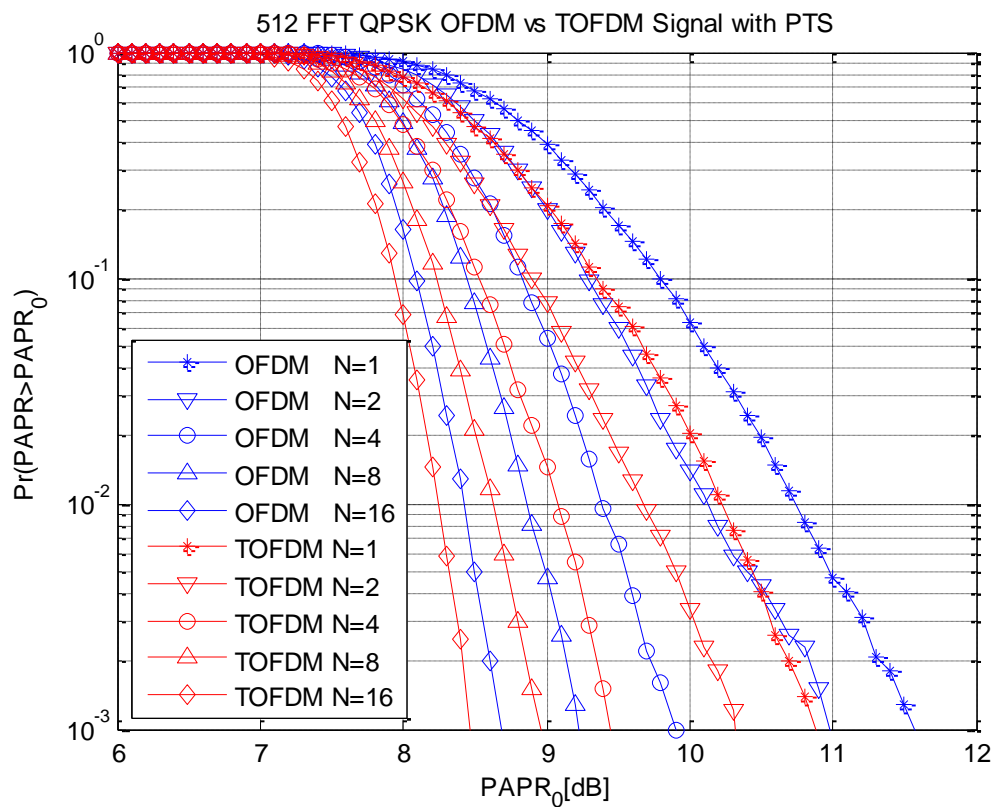 512 FFT QPSK OFDM vs TOFDM Signal with PTS
10^0
10^-1
10^-2
10^-3
Pr(PAPR>PAPR_0)
OFDM N=1
OFDM N=2
OFDM N=4
OFDM N=8
OFDM N=16
TOFDM N=1
TOFDM N=2
TOFDM N=4
TOFDM N=8
TOFDM N=16
6 7 8 9 10 11 12
PAPR_0[dB]